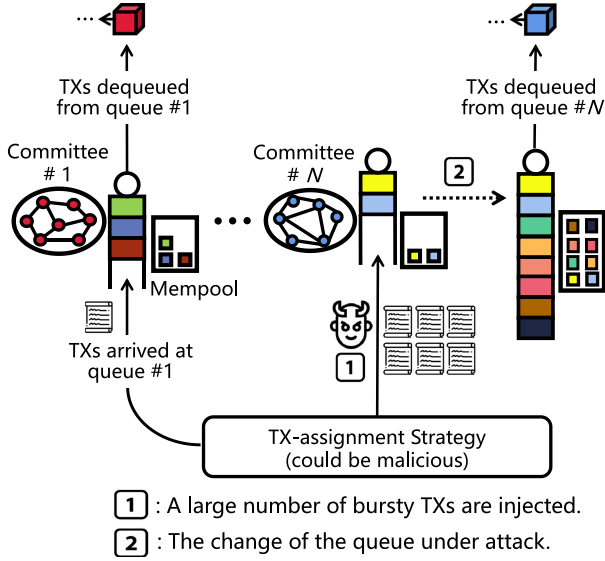 ...
...
TXs dequeued
from queue #1
TXs dequeued
from queue #N
Committee
# 1
Committee
# N
2
...
...
Mempool
TXs arrived at
queue #1
1
TX-assignment Strategy
(could be malicious)
1 : A large number of bursty TXs are injected.
2 : The change of the queue under attack.